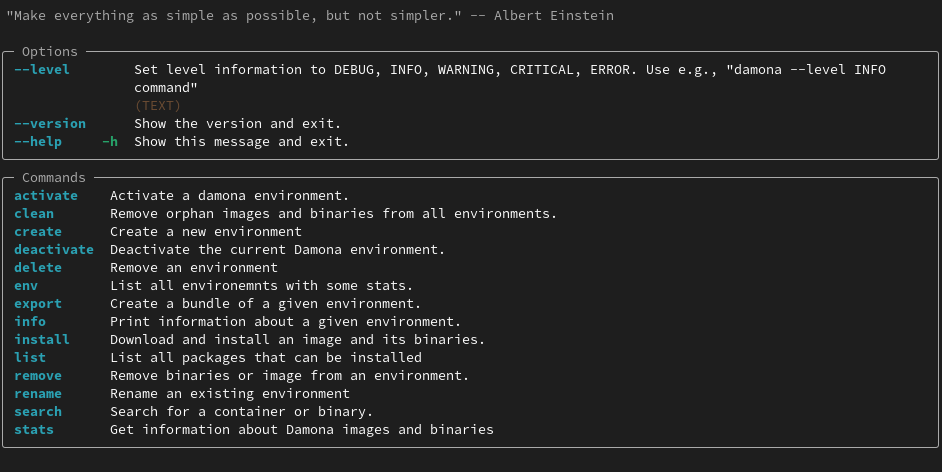 "Make everything as simple as possible, but not simpler." -- Albert Einstein
Options
--level Set level information to DEBUG, INFO, WARNING, CRITICAL, ERROR. Use e.g., "damona --level INFO
command"
(TEXT)
--version Show the version and exit.
--help -h Show this message and exit.
Commands
activate Activate a damona environment.
clean Remove orphan images and binaries from all environments.
create Create a new environment
deactivate Deactivate the current Damona environment.
delete Remove an environment
env List all environemnts with some stats.
export Create a bundle of a given environment.
info Print information about a given environment.
install Download and install an image and its binaries.
list List all packages that can be installed
remove Remove binaries or image from an environment.
rename Rename an existing environment
search Search for a container or binary.
stats Get information about Damona images and binaries